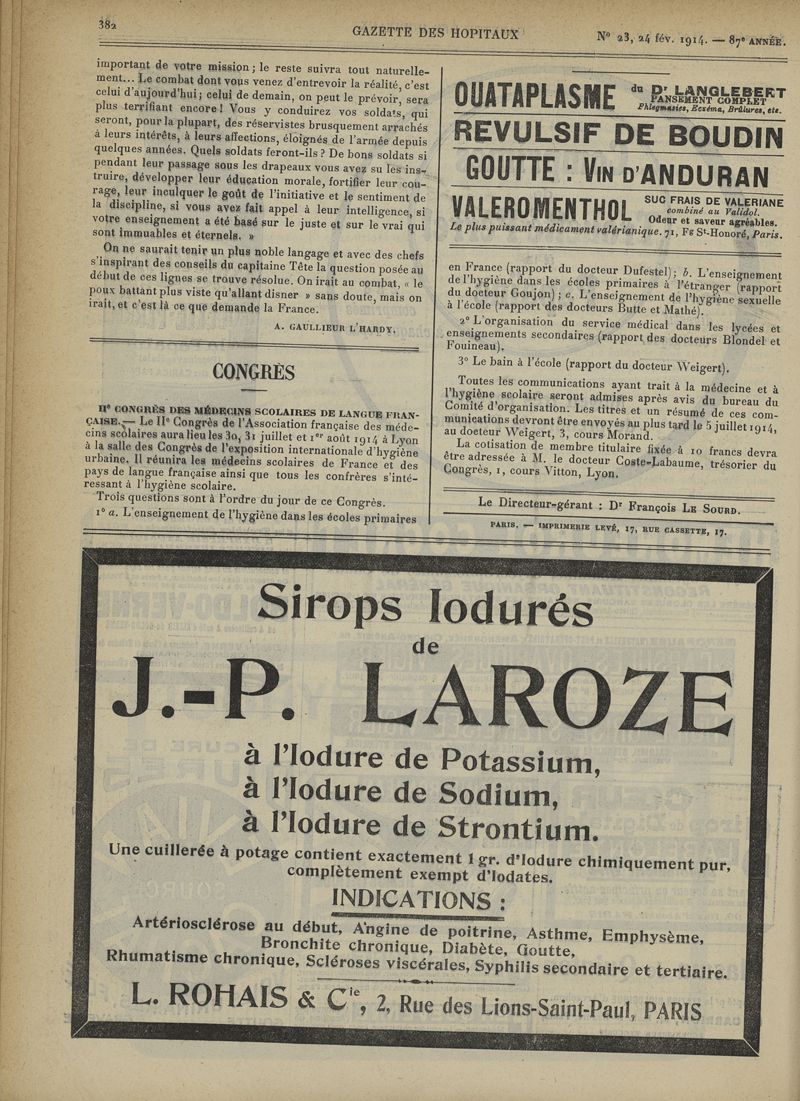 382
GAZETTE DES HOPITAUX
N° 23, 24 fév. 1914. — 87e ANNÉE.
important de votre mission; le reste suivra tout naturelle-
ment... Le combat dont vous venez d'entrevoir la réalité, c'est
celui d'aujourd'hui; celui de demain, on peut le prévoir, sera
plus terrifiant encore! Vous y conduirez vos soldats, qui
seront, pour la plupart, des réservistes brusquement arrachés
à leurs intérêts, à leurs affections, éloignés de l'armée depuis
quelques années. Quels soldats feront-ils? De bons soldats si
pendant leur passage sous les drapeaux vous avez su les ins-
truire, développer leur éducation morale, fortifier leur cou-
rage, leur inculquer le goût de l'initiative et le sentiment de
la discipline, si vous avez fait appel à leur intelligence, si
votre enseignement a été basé sur le juste et sur le vrai qui
sont immuables et éternels. »
On ne saurait tenir un plus noble langage et avec des chefs
s'inspirant des conseils du capitaine Tête la question posée au
début de ces lignes se trouve résolue. On irait au combat, « le
poux battant plus viste qu'allant disner » sans doute, mais on
irait, et c'est là ce que demande la France.
A. GAULLIEUR L'HARDY.
CONGRÈS
IIe CONGRÈS DES MÉDECINS SCOLAIRES DE LANGUE FRAN-
ÇAISE. — Le IIe Congrès de l'Association française des méde-
cins scolaires aura lieu les 30, 31 juillet et 1er août 1914 à Lyon
à la salle des Congrès de l'exposition internationale d'hygiène
urbaine. Il réunira les médecins scolaires de France et des
pays de langue française ainsi que tous les confrères s'inté-
ressant à l'hygiène scolaire.
Trois questions sont à l'ordre du jour de ce Congrès.
1° a. L'enseignement de l'hygiène dans les écoles primaires
OUATAPLASME du Dr LANGLEBERT
PANSEMENT COMPLET
Phlegmasies, Eczéma, Brûlures, etc.
REVULSIF DE BOUDIN
GOUTTE : VIN D'ANDURAN
VALEROMENTHOL SUC FRAIS DE VALERIANE
combiné au Validol.
Odeur et saveur agréables.
Le plus puissant médicament valérianique. 71, Fg St-Honoré, Paris.
en France (rapport du docteur Dufestel); b. L'enseignement
de l'hygiène dans les écoles primaires à l'étranger (rapport
du docteur Goujon); c. L'enseignement de l'hygiène sexuelle
à l'école (rapport des docteurs Butte et Mathé).
2° L'organisation du service médical dans les lycées et
enseignements secondaires (rapport des docteurs Blondel et
Fouineau).
3° Le bain à l'école (rapport du docteur Weigert).
Toutes les communications ayant trait à la médecine et à
l'hygiène scolaire seront admises après avis du bureau du
Comité d'organisation. Les titres et un résumé de ces com-
munications devront être envoyés au plus tard le 5 juillet 1914,
au docteur Weigert, 3, cours Morand.
La cotisation de membre titulaire fixée à 10 francs devra
être adressée à M. le docteur Coste-Labaume, trésorier du
Congrès, 1, cours Vitton, Lyon.
Le Directeur-gérant : Dr François LE SOURD.
PARIS. — IMPRIMERIE LEVÉ, 17, RUE CASSETTE, 17.
Sirops Iodurés
de
J.-P. LAROZE
à l'Iodure de Potassium,
à l'Iodure de Sodium,
à l'Iodure de Strontium.
Une cuillerée à potage contient exactement 1 gr. d'Iodure chimiquement pur,
complètement exempt d'Iodates.
INDICATIONS :
Artériosclérose au début, Angine de poitrine, Asthme, Emphysème,
Bronchite chronique, Diabète, Goutte,
Rhumatisme chronique, Scléroses viscérales, Syphilis secondaire et tertiaire.
L. ROHAIS & Cie, 2, Rue des Lions-Saint-Paul, PARIS